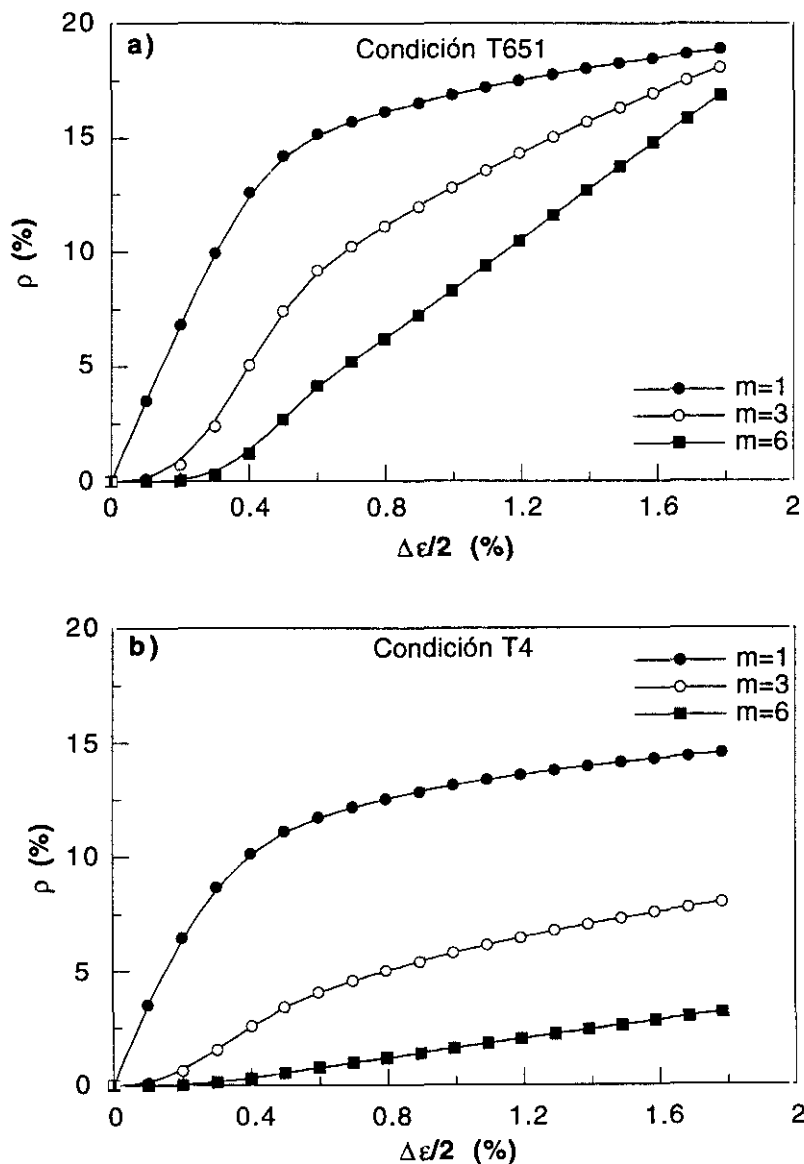 a)
Condición T651
20
15
10
5
0
ρ (%)
m=1
m=3
m=6
0
0.4
0.8
1.2
1.6
2
Δε/2 (%)
b)
Condición T4
20
15
10
5
0
ρ (%)
m=1
m=3
m=6
0
0.4
0.8
1.2
1.6
2
Δε/2 (%)